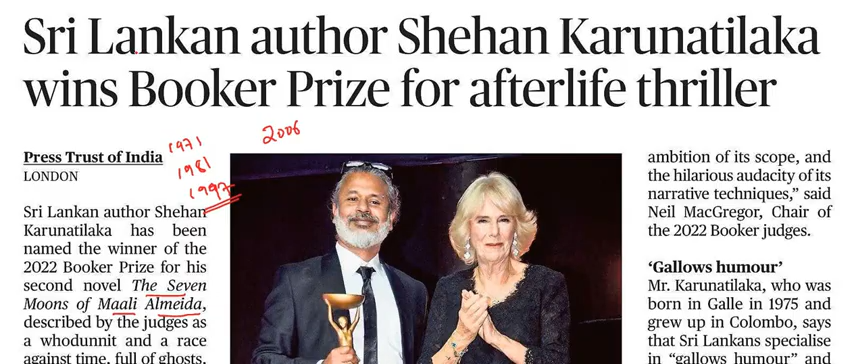 Sri Lankan author Shehan Karunatilaka
wins Booker Prize for afterlife thriller
1971
1981
1997
2006
Press Trust of India
LONDON
Sri Lankan author Shehan
Karunatilaka has been
named the winner of the
2022 Booker Prize for his
second novel The Seven
Moons of Maali Almeida,
described by the judges as
a whodunnit and a race
against time, full of ghosts,
ambition of its scope, and
the hilarious audacity of its
narrative techniques,” said
Neil MacGregor, Chair of
the 2022 Booker judges.
‘Gallows humour’
Mr. Karunatilaka, who was
born in Galle in 1975 and
grew up in Colombo, says
that Sri Lankans specialise
in “gallows humour” and